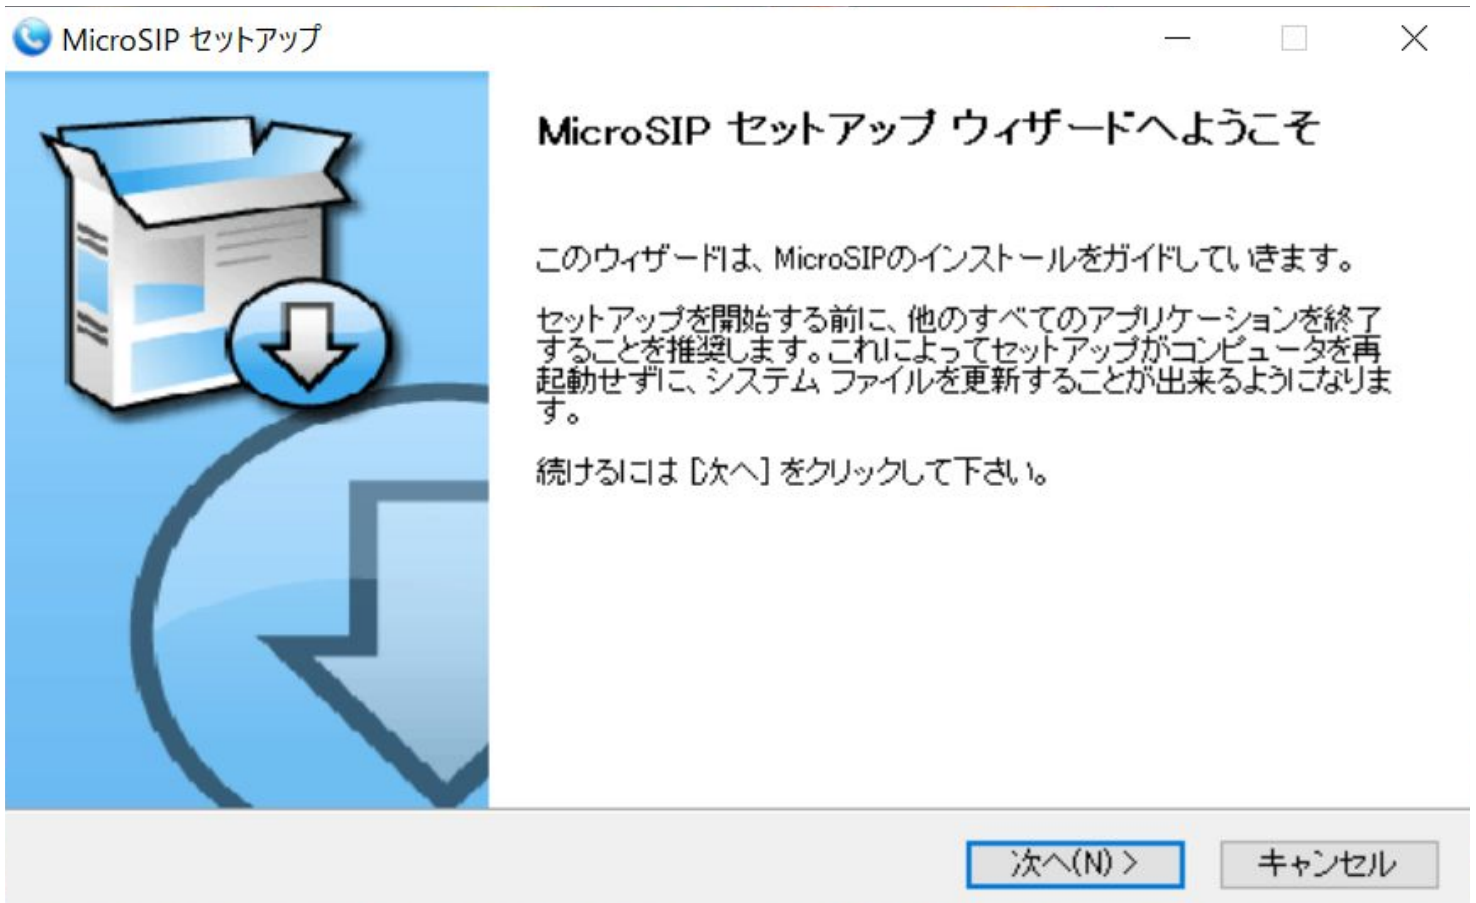 MicroSIP セットアップ
MicroSIP セットアップ ウィザードへようこそ
このウィザードは、MicroSIPのインストールをガイドしていきます。
セットアップを開始する前に、他のすべてのアプリケーションを終了
することを推奨します。これによってセットアップがコンピュータを再
起動せずに、システム ファイルを更新することが出来るようになりま
す。
続けるには [次へ] をクリックして下さい。
次へ(N) >
キャンセル